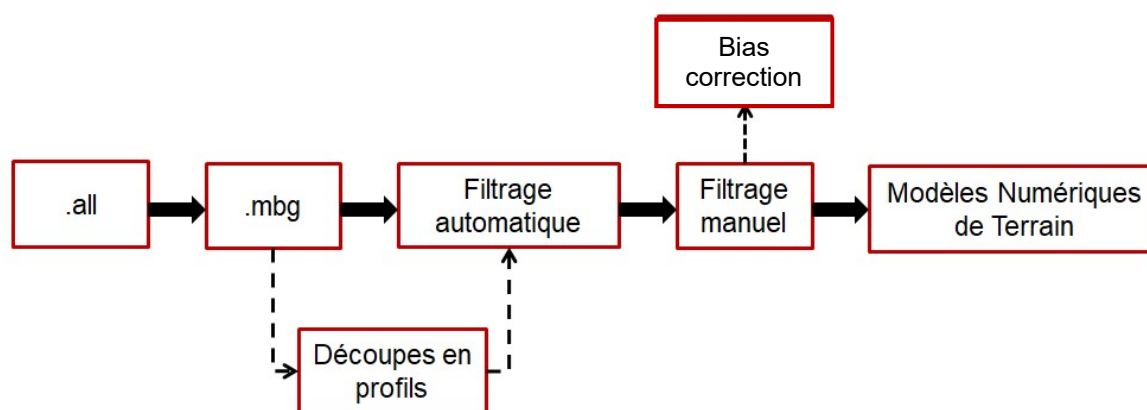 Bias
correction
.all
.mbg
Filtrage
automatique
Filtrage
manuel
Modèles Numériques
de Terrain
Découpes en
profils